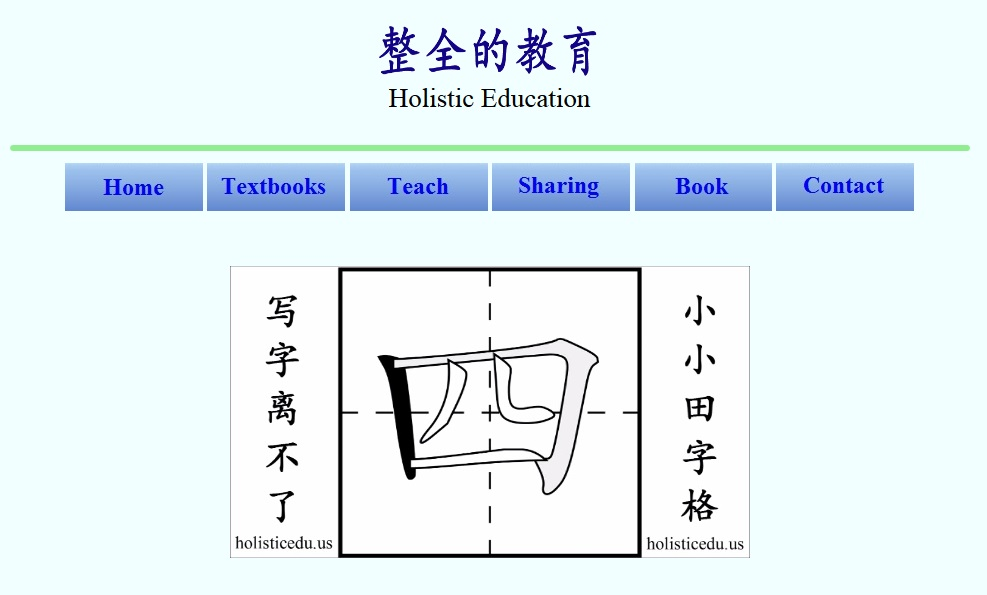 整全的教育
Holistic Education
Home
Textbooks
Teach
Sharing
Book
Contact
小小田字格
holisticedu.us
四
写字离不了
holisticedu.us